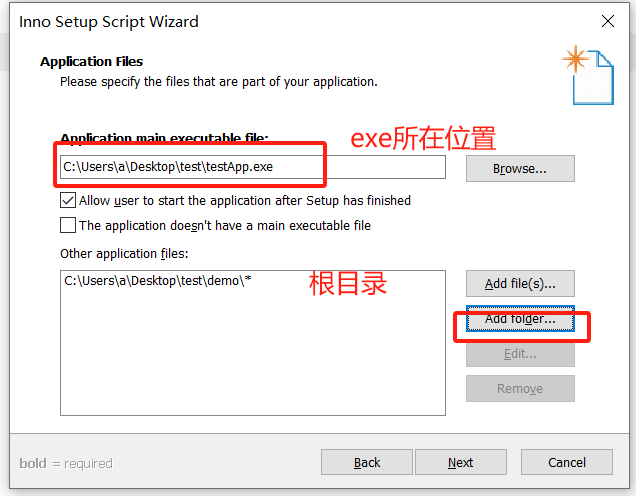 Inno Setup Script Wizard
Application Files
Please specify the files that are part of your application.
Application main executable file:
exe所在位置
C:\Users\a\Desktop\test\testApp.exe
Browse...
Allow user to start the application after Setup has finished
The application doesn't have a main executable file
Other application files:
C:\Users\a\Desktop\test\demo\*
根目录
Add file(s)...
Add folder...
Edit...
Remove
bold = required
Back
Next
Cancel